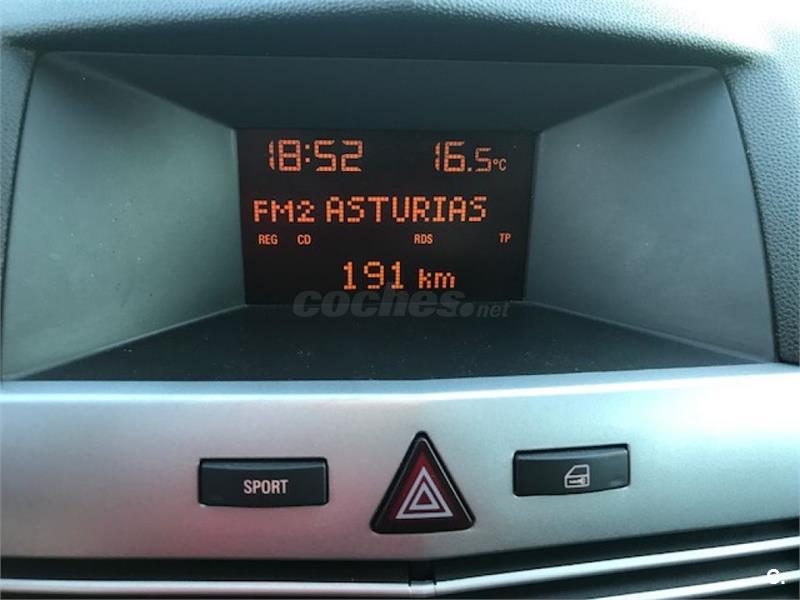 18:52 16.5°C
FM2 ASTURIAS
REG CD RDS TP
191 km
coches.net
SPORT
c.